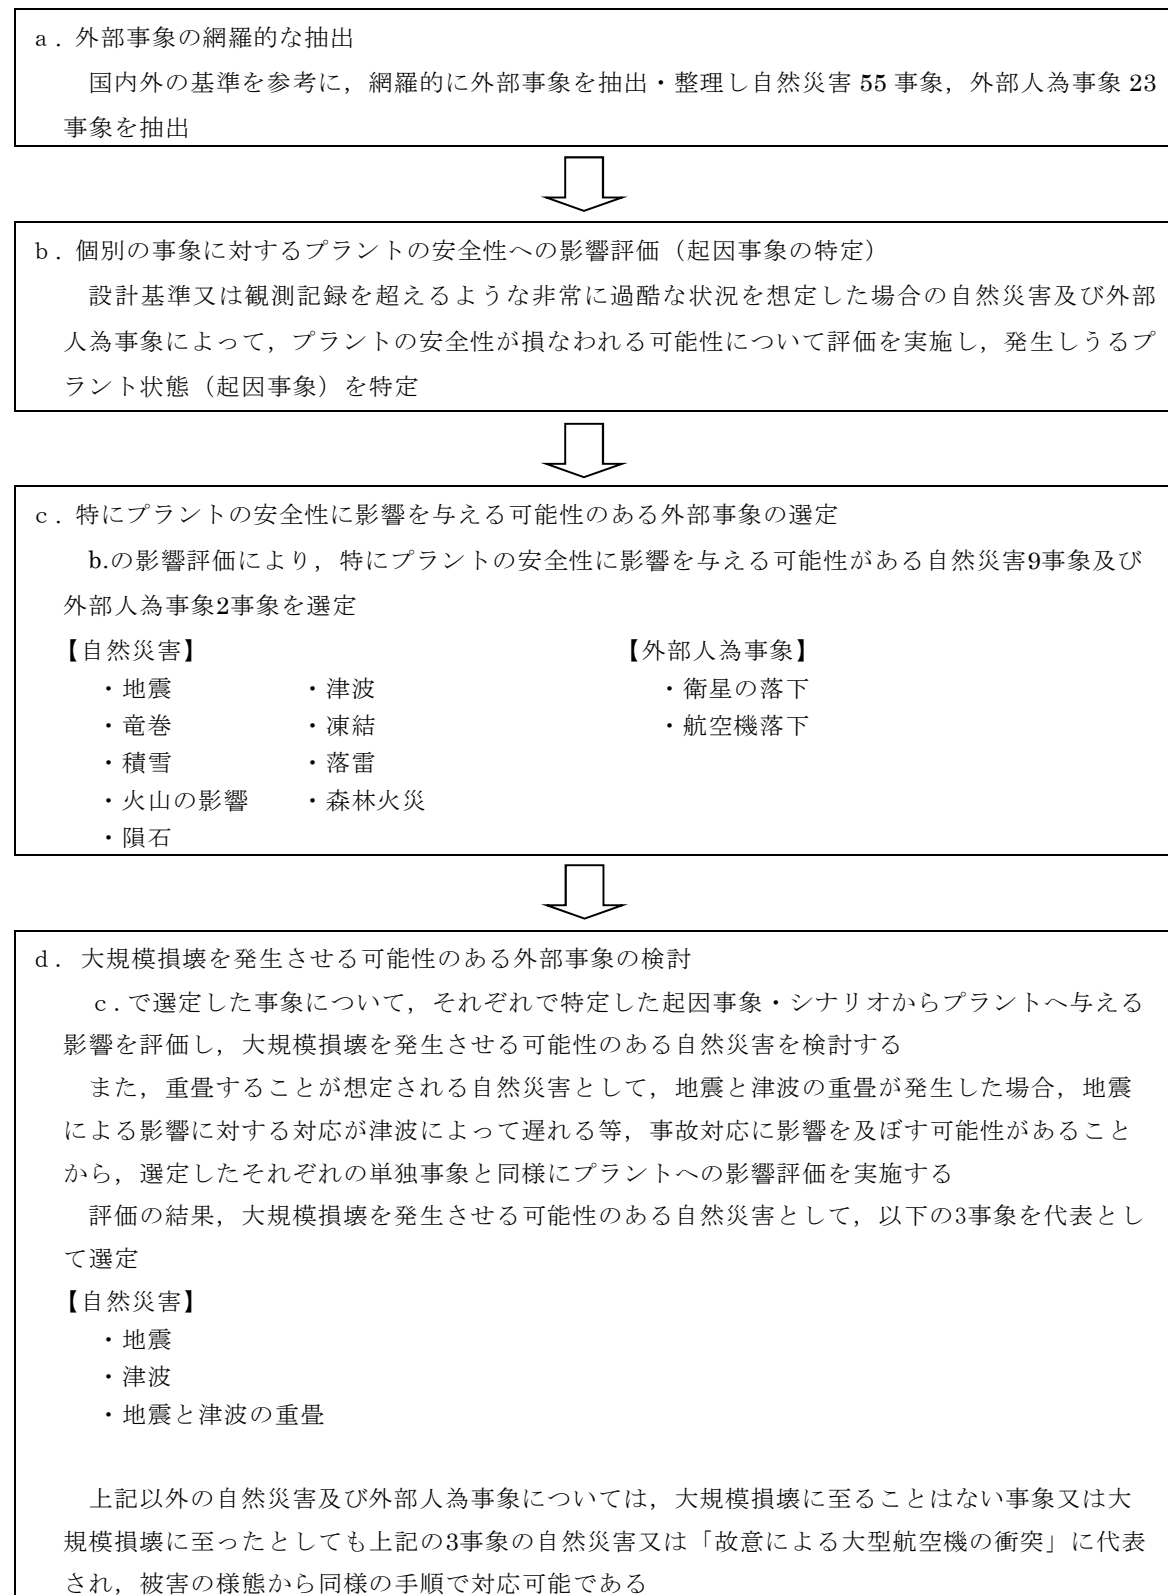 a．外部事象の網羅的な抽出
国内外の基準を参考に，網羅的に外部事象を抽出・整理し自然災害 55 事象，外部人為事象 23
事象を抽出
b．個別の事象に対するプラントの安全性への影響評価（起因事象の特定）
設計基準又は観測記録を超えるような非常に過酷な状況を想定した場合の自然災害及び外部
人為事象によって，プラントの安全性が損なわれる可能性について評価を実施し，発生しうるプ
ラント状態（起因事象）を特定
c．特にプラントの安全性に影響を与える可能性のある外部事象の選定
b.の影響評価により，特にプラントの安全性に影響を与える可能性がある自然災害9事象及び
外部人為事象2事象を選定
【自然災害】 【外部人為事象】
・地震 ・津波 ・衛星の落下
・竜巻 ・凍結 ・航空機落下
・積雪 ・落雷
・火山の影響 ・森林火災
・隕石
d．大規模損壊を発生させる可能性のある外部事象の検討
c．で選定した事象について，それぞれで特定した起因事象・シナリオからプラントへ与える
影響を評価し，大規模損壊を発生させる可能性のある自然災害を検討する
また，重畳することが想定される自然災害として，地震と津波の重畳が発生した場合，地震
による影響に対する対応が津波によって遅れる等，事故対応に影響を及ぼす可能性があること
から，選定したそれぞれの単独事象と同様にプラントへの影響評価を実施する
評価の結果，大規模損壊を発生させる可能性のある自然災害として，以下の3事象を代表とし
て選定
【自然災害】
・地震
・津波
・地震と津波の重畳
上記以外の自然災害及び外部人為事象については，大規模損壊に至ることはない事象又は大
規模損壊に至ったとしても上記の3事象の自然災害又は「故意による大型航空機の衝突」に代表
され，被害の様態から同様の手順で対応可能である